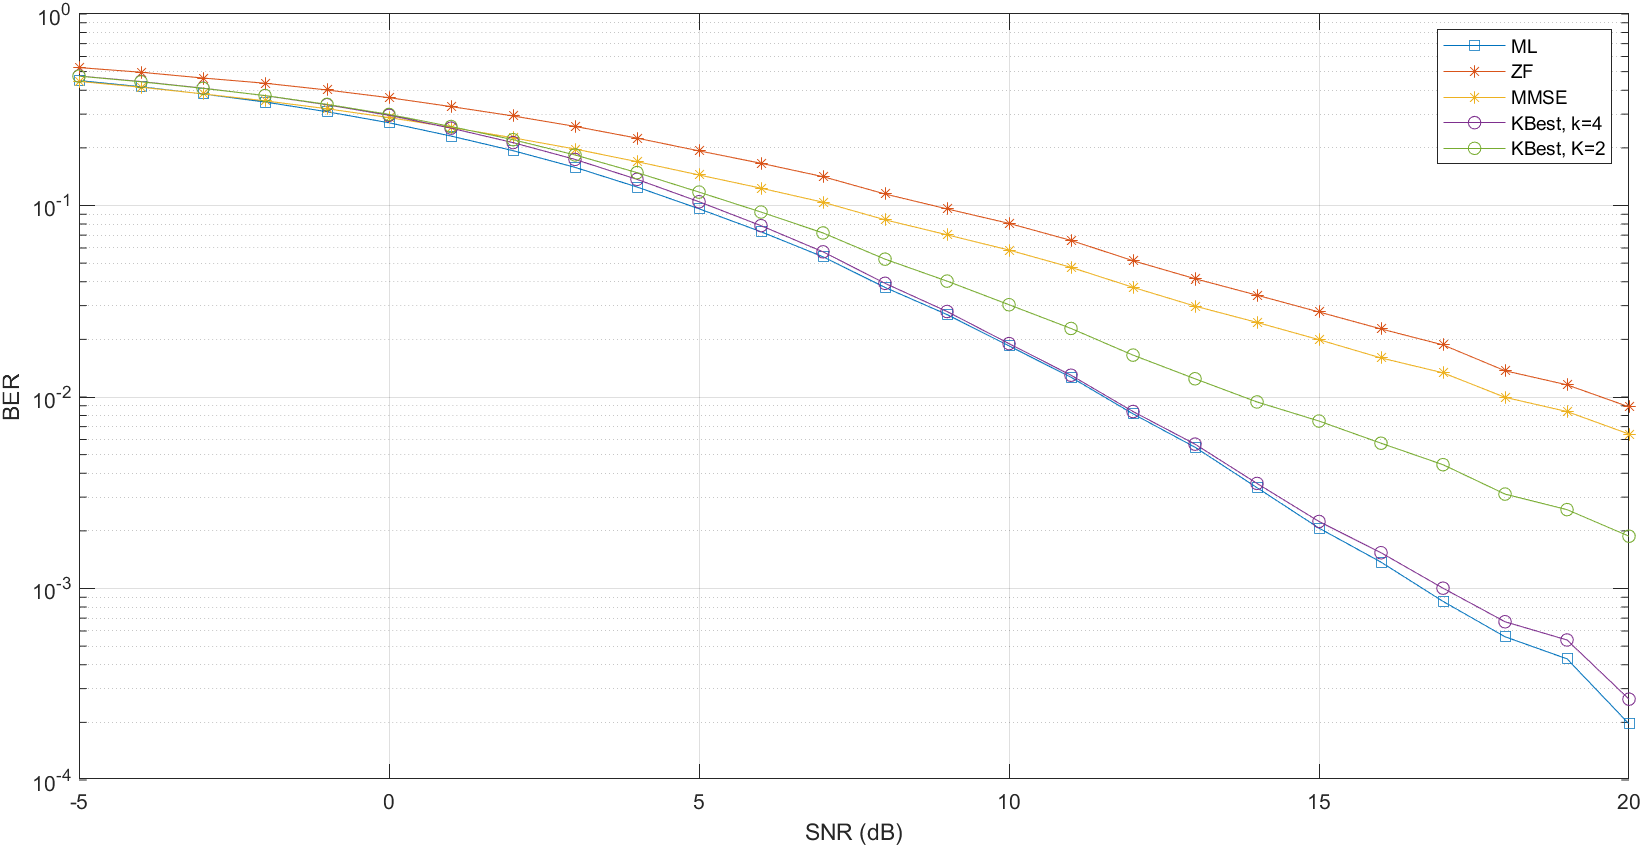 10^0
10^-1
10^-2
10^-3
10^-4
BER
-5 0 5 10 15 20
SNR (dB)
ML
ZF
MMSE
KBest, k=4
KBest, K=2